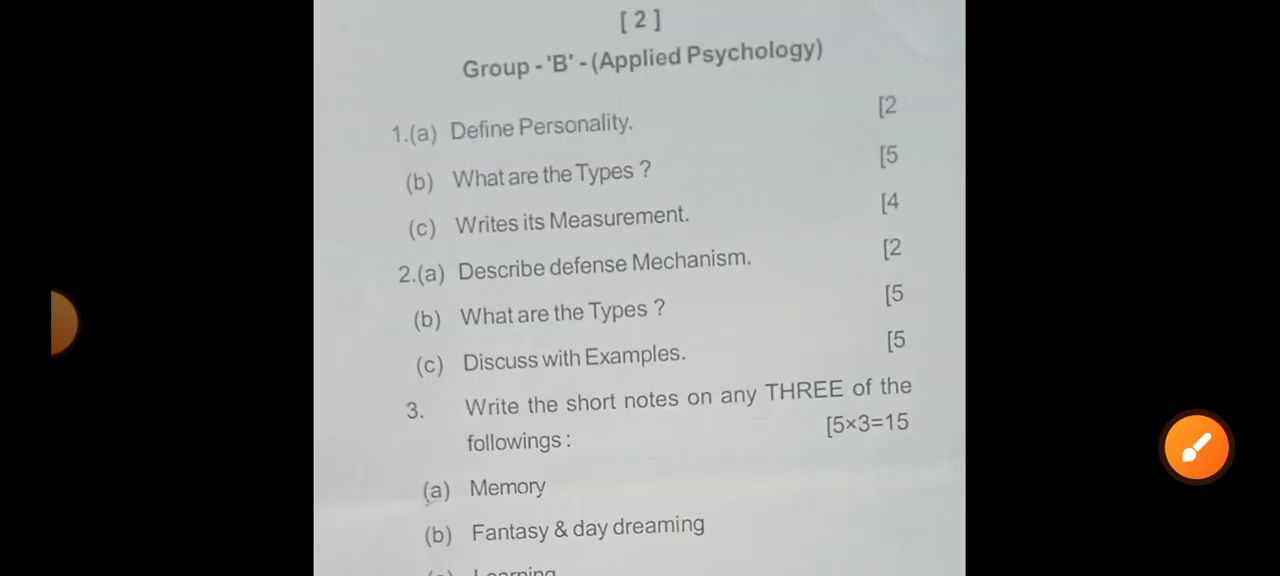 [ 2 ]
Group - 'B' - (Applied Psychology)
1.(a) Define Personality. [2
(b) What are the Types ? [5
(c) Writes its Measurement. [4
2.(a) Describe defense Mechanism. [2
(b) What are the Types ? [5
(c) Discuss with Examples. [5
3. Write the short notes on any THREE of the
followings : [5×3=15
(a) Memory
(b) Fantasy & day dreaming
Learning